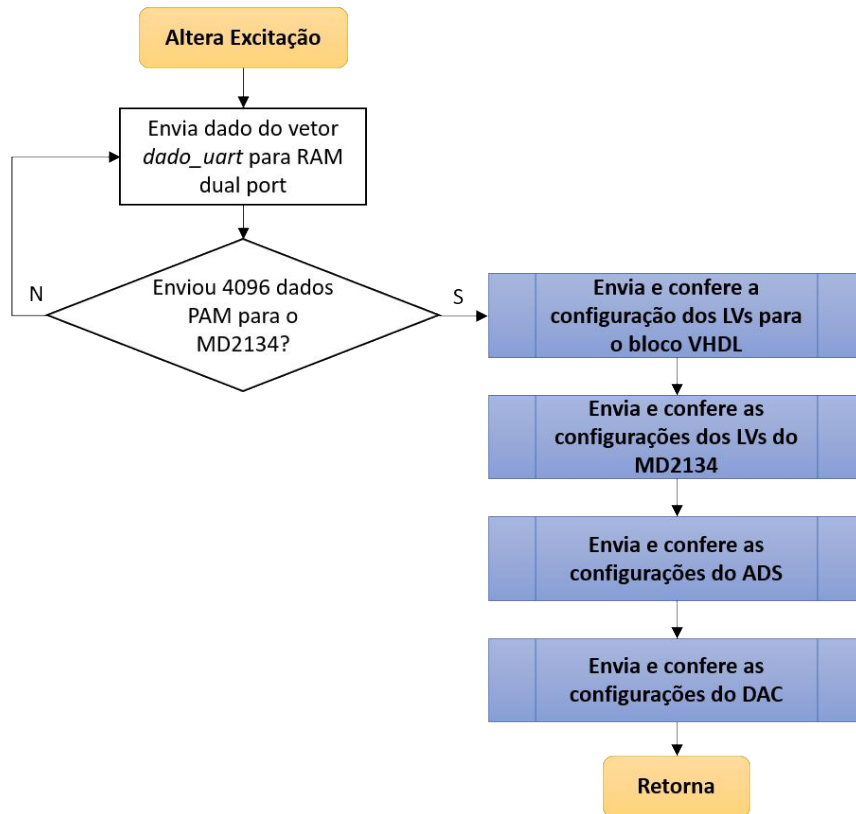 Altera Excitação
Envia dado do vetor
dado_uart para RAM
dual port
Enviou 4096 dados
PAM para o
MD2134?
N
S
Envia e confere a
configuração dos LVs para
o bloco VHDL
Envia e confere as
configurações dos LVs do
MD2134
Envia e confere as
configurações do ADS
Envia e confere as
configurações do DAC
Retorna